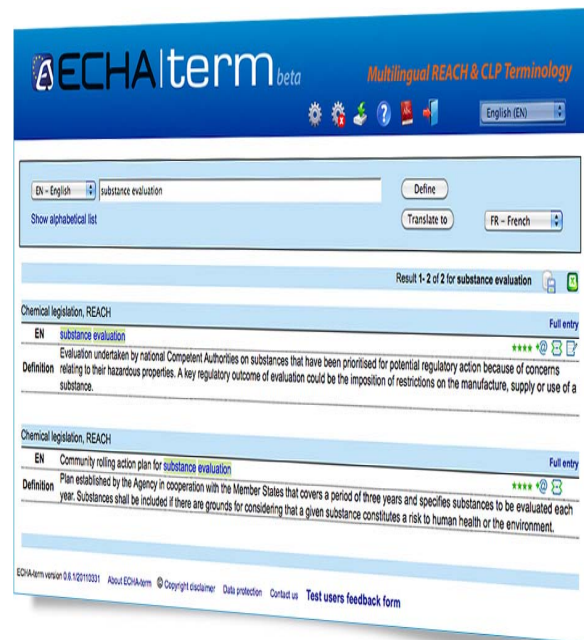 ECHA|term beta
Multilingual REACH & CLP Terminology
English (EN)
EN - English
substance evaluation
Define
Show alphabetical list
Translate to
FR - French
Result 1- 2 of 2 for substance evaluation
Chemical legislation, REACH
Full entry
EN substance evaluation
****
Definition Evaluation undertaken by national Competent Authorities on substances that have been prioritised for potential regulatory action because of concerns
relating to their hazardous properties. A key regulatory outcome of evaluation could be the imposition of restrictions on the manufacture, supply or use of a
substance.
Chemical legislation, REACH
Full entry
EN Community rolling action plan for substance evaluation
****
Definition Plan established by the Agency in cooperation with the Member States that covers a period of three years and specifies substances to be evaluated each
year. Substances shall be included if there are grounds for considering that a given substance constitutes a risk to human health or the environment.
ECHA-term version 0.6.1/20110331 About ECHA-term © Copyright disclaimer Data protection Contact us Test users feedback form